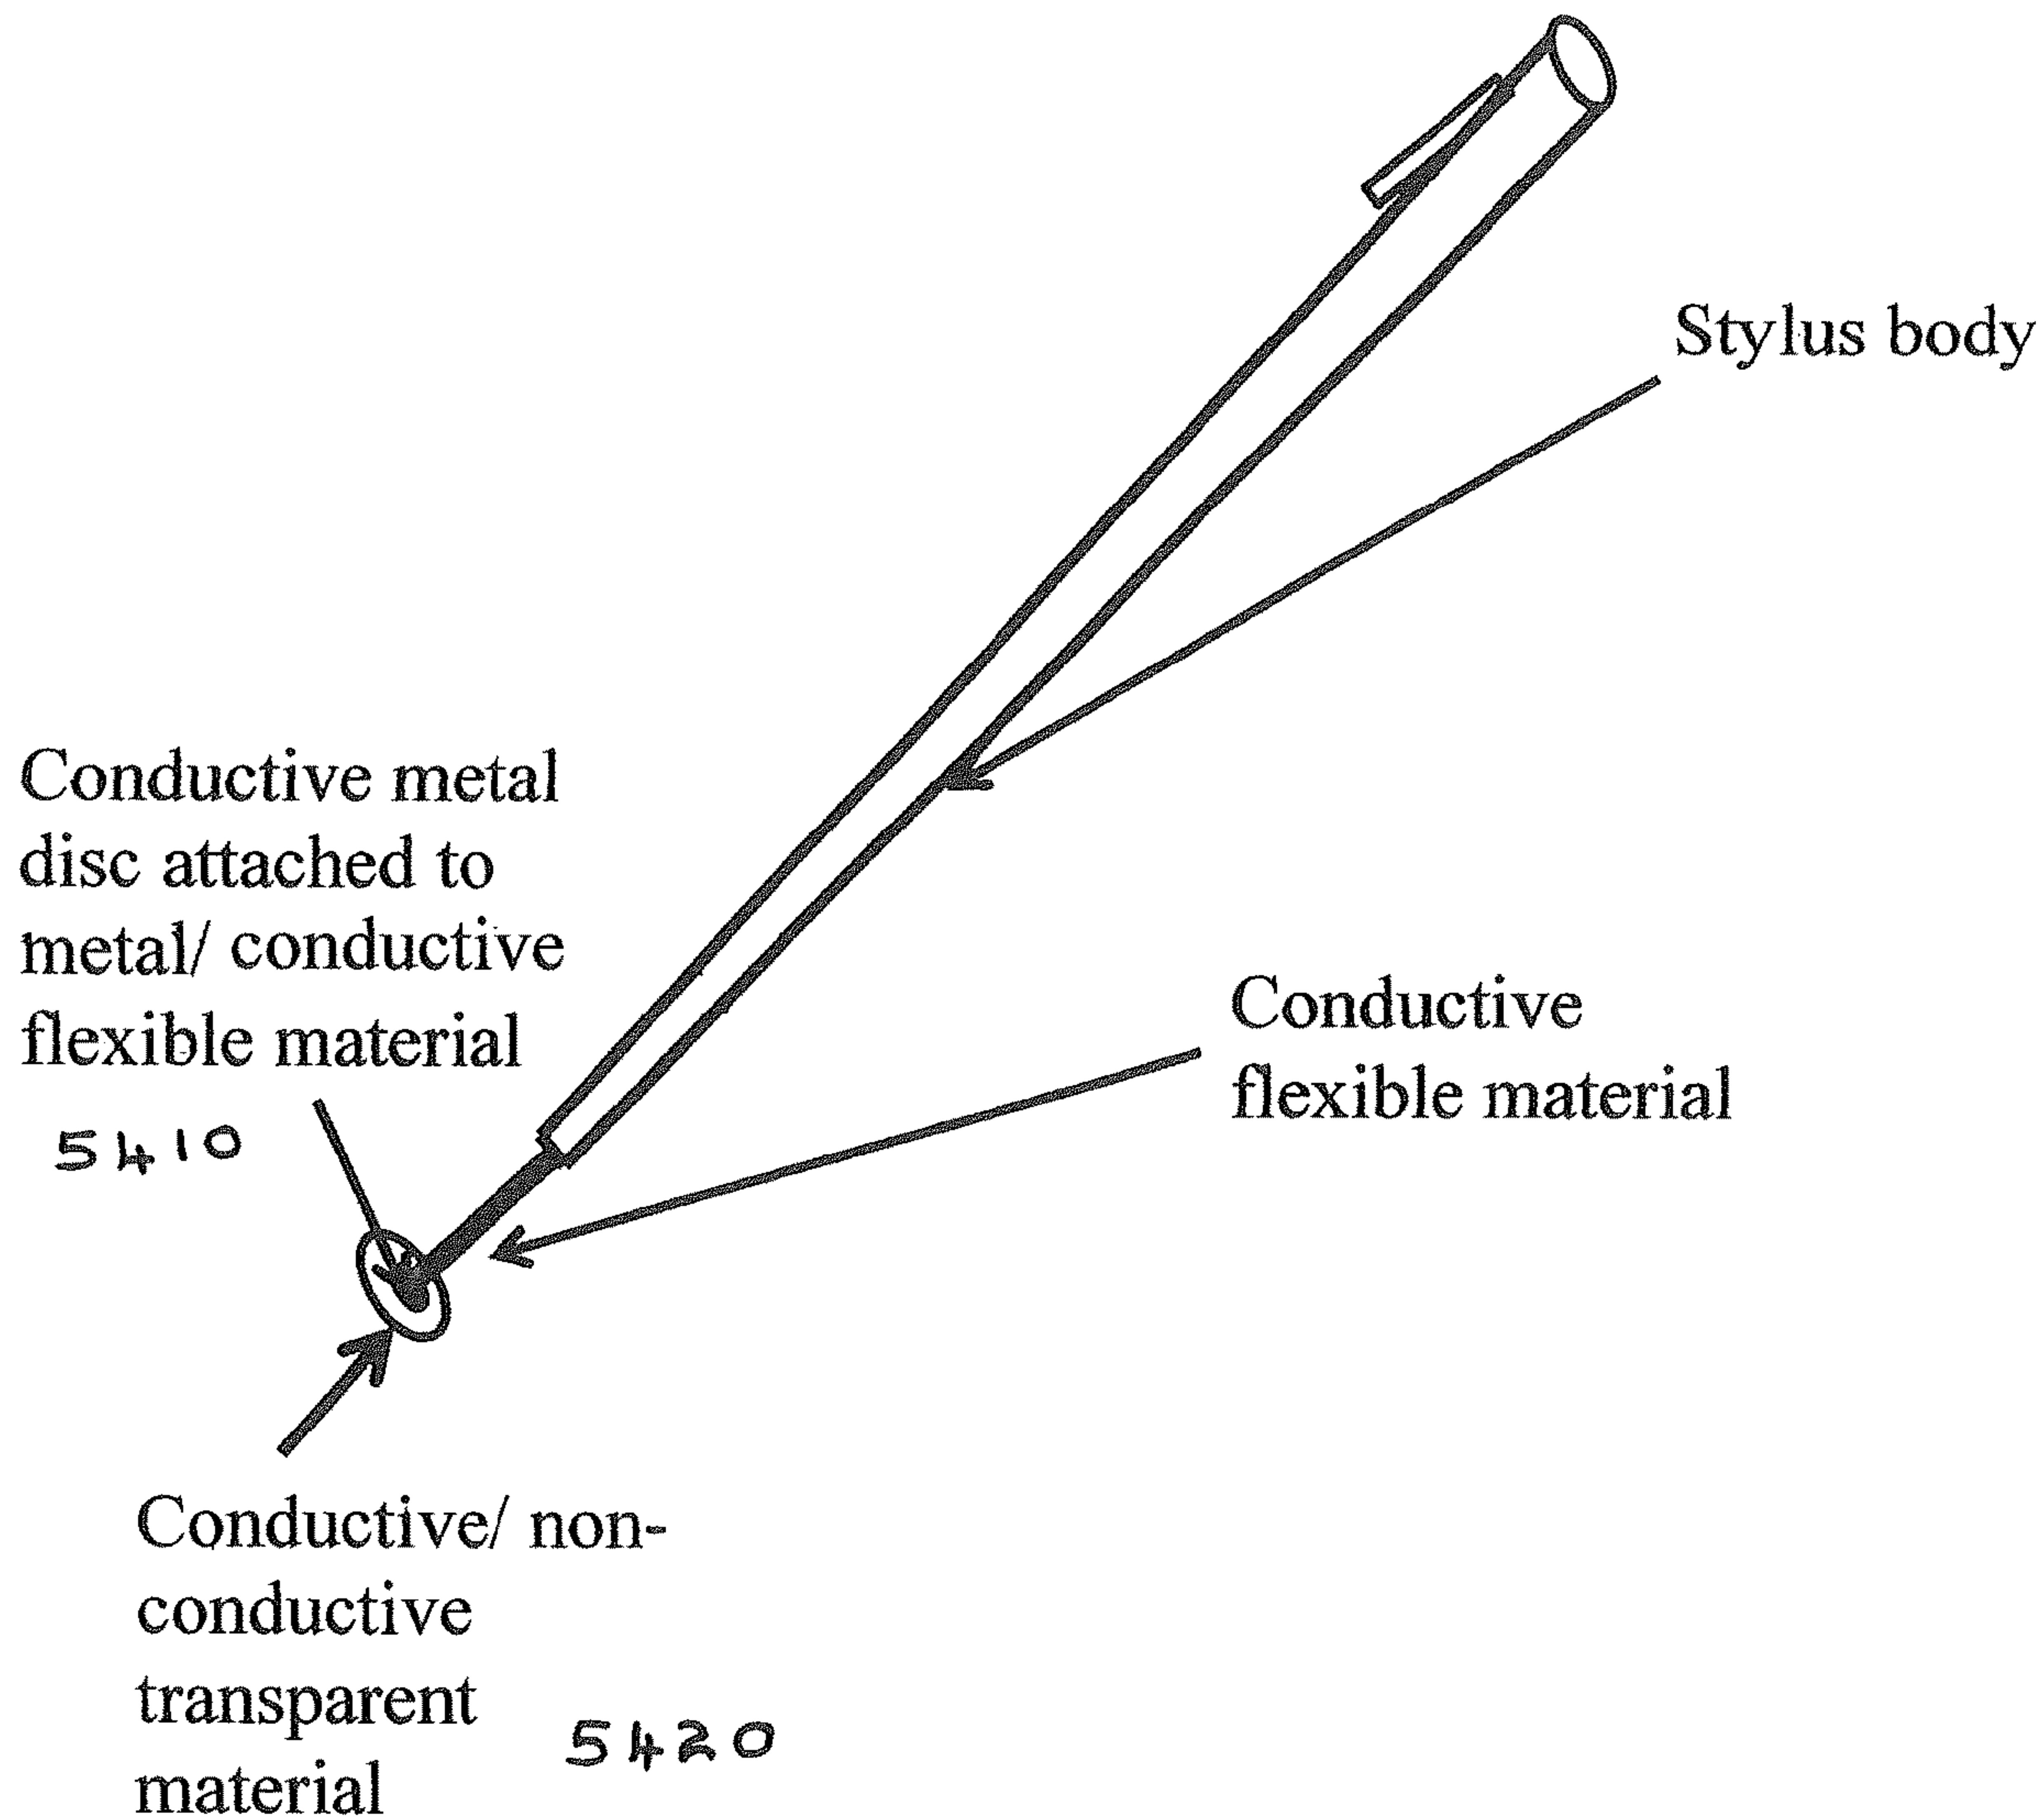 Stylus body
Conductive metal
disc attached to
metal/ conductive
flexible material
5410
Conductive
flexible material
Conductive/ non-
conductive
transparent
material
5420